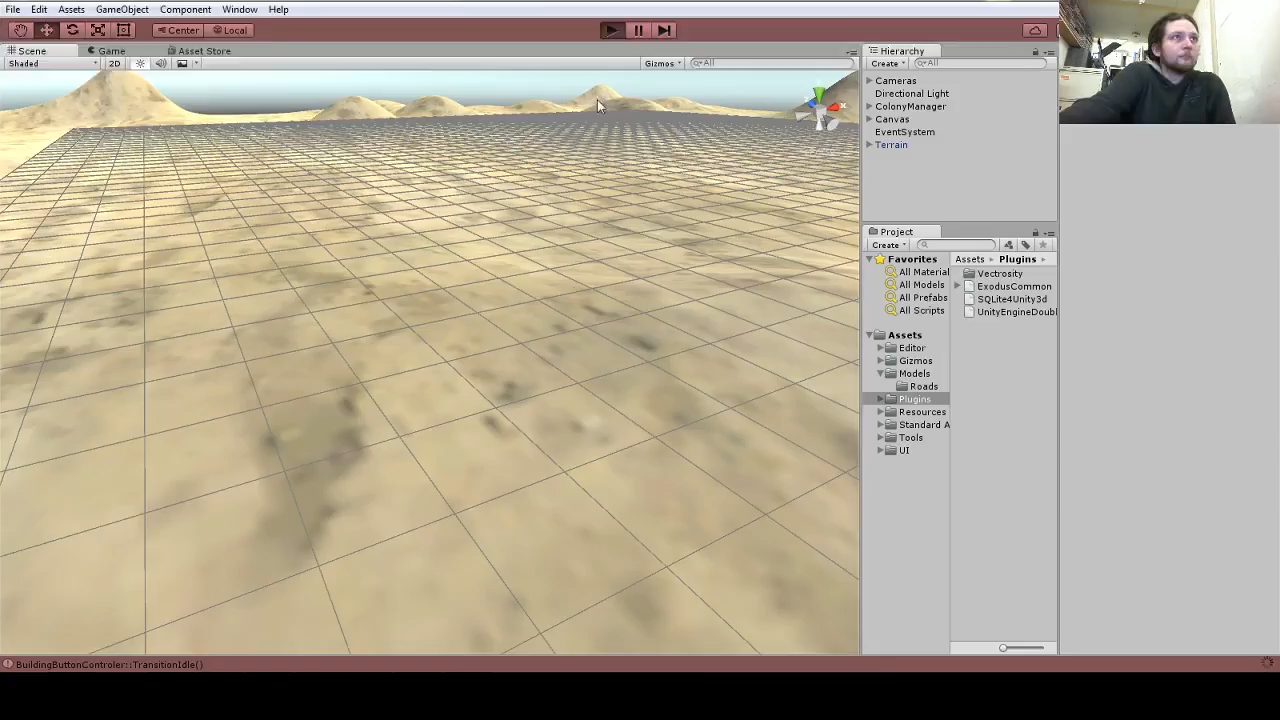 File Edit Assets GameObject Component Window Help
Center Local
Scene Game Asset Store
Shaded 2D Gizmos All
Hierarchy
Create All
Cameras
Directional Light
ColonyManager
Canvas
EventSystem
Terrain
Project
Create
Favorites
All Material
All Models
All Prefabs
All Scripts
Assets
Editor
Gizmos
Models
Roads
Plugins
Resources
Standard A
Tools
UI
Assets Plugins
Vectrosity
ExodusCommon
SQLite4Unity3d
UnityEngineDoubl
BuildingButtonControler::TransitionIdle()